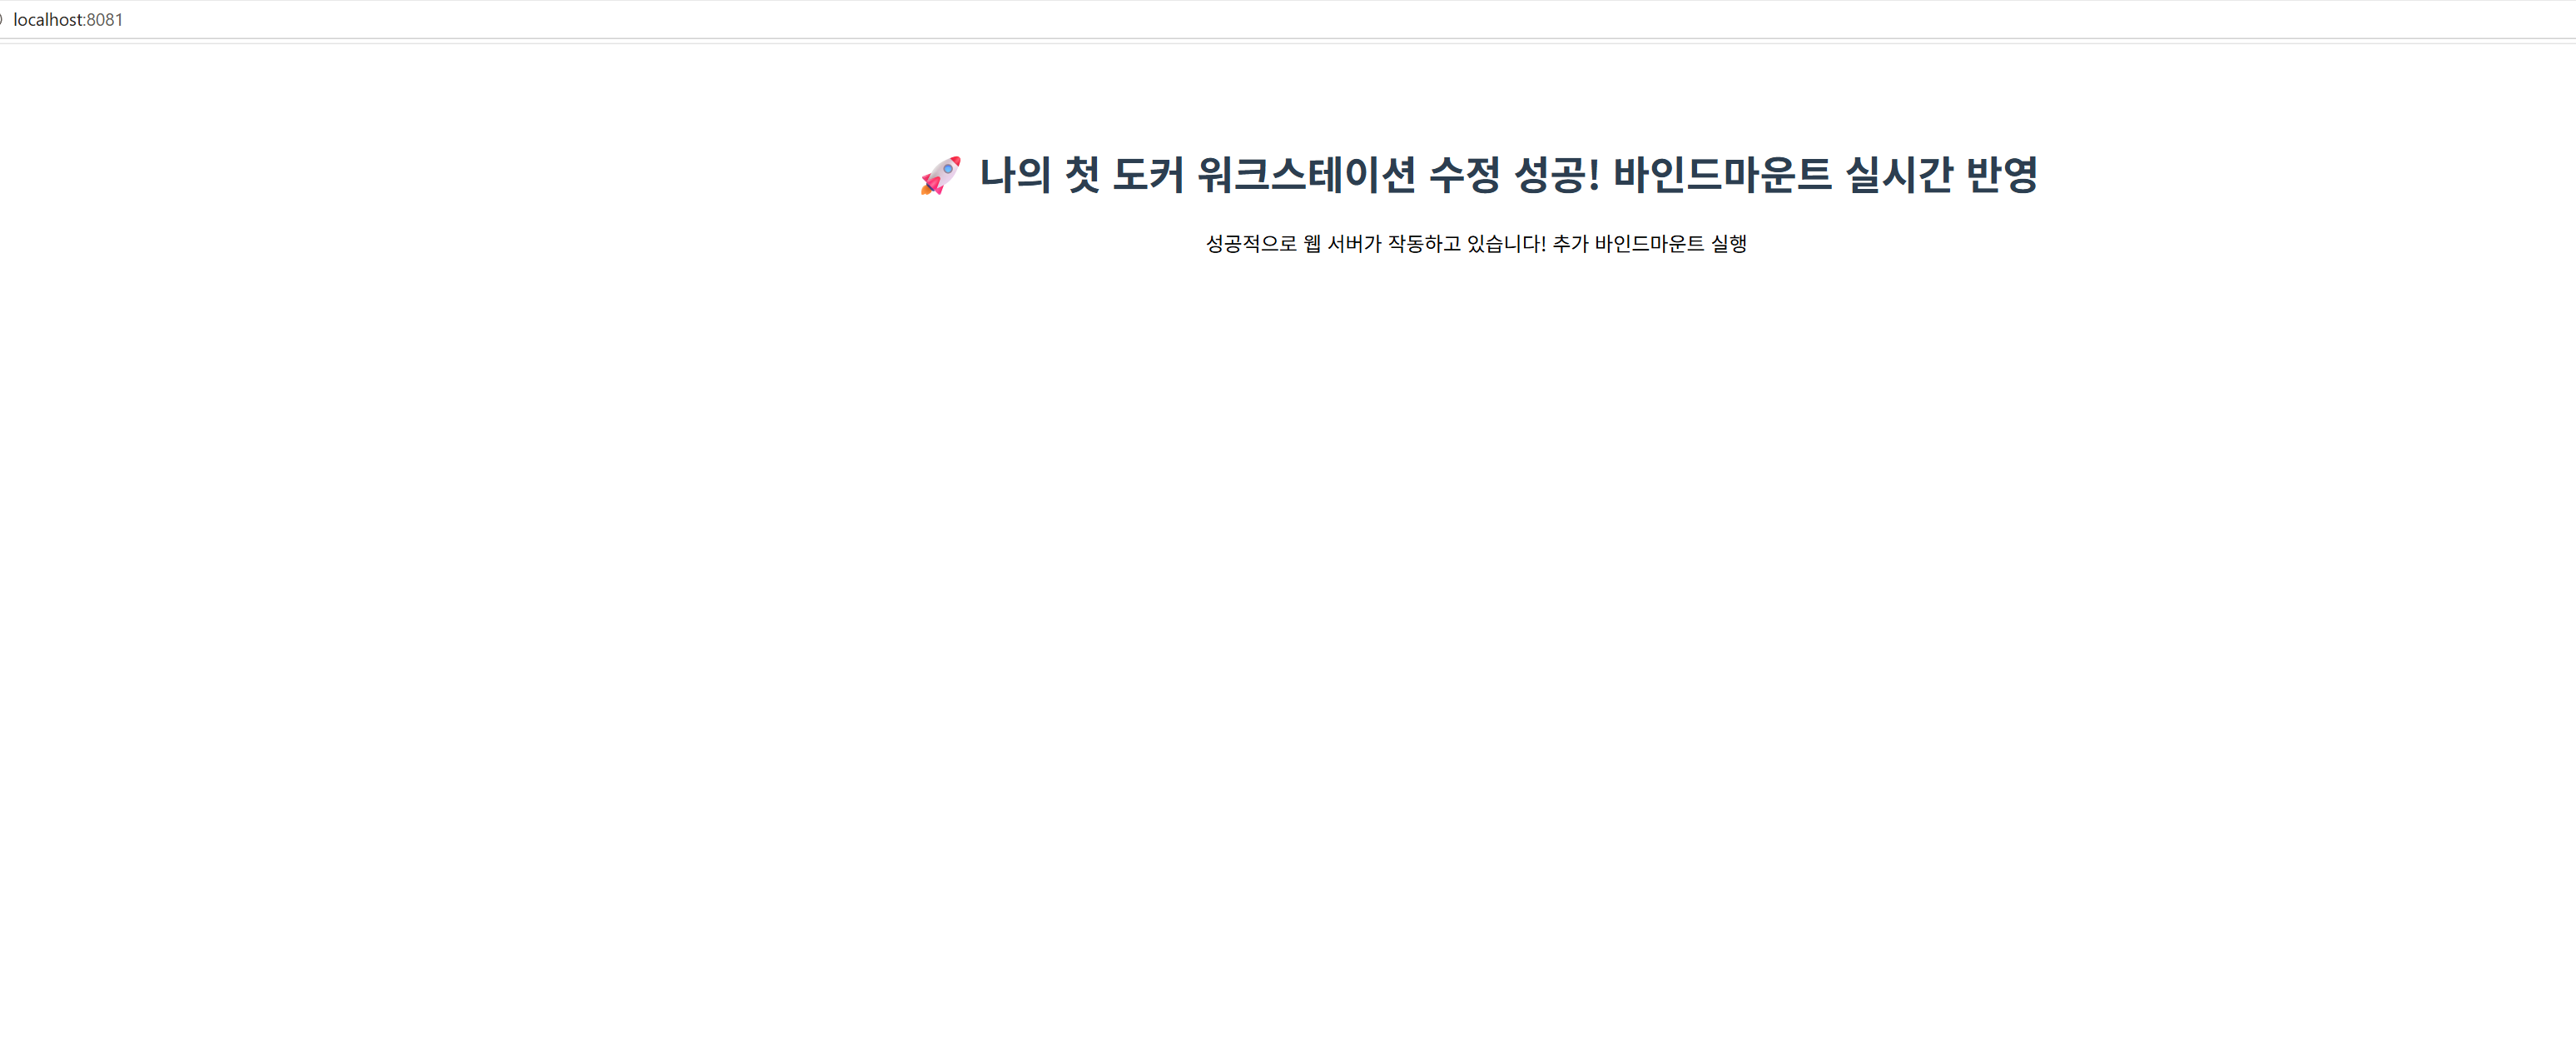 localhost:8081
🚀 나의 첫 도커 워크스테이션 수정 성공! 바인드마운트 실시간 반영
성공적으로 웹 서버가 작동하고 있습니다! 추가 바인드마운트 실행